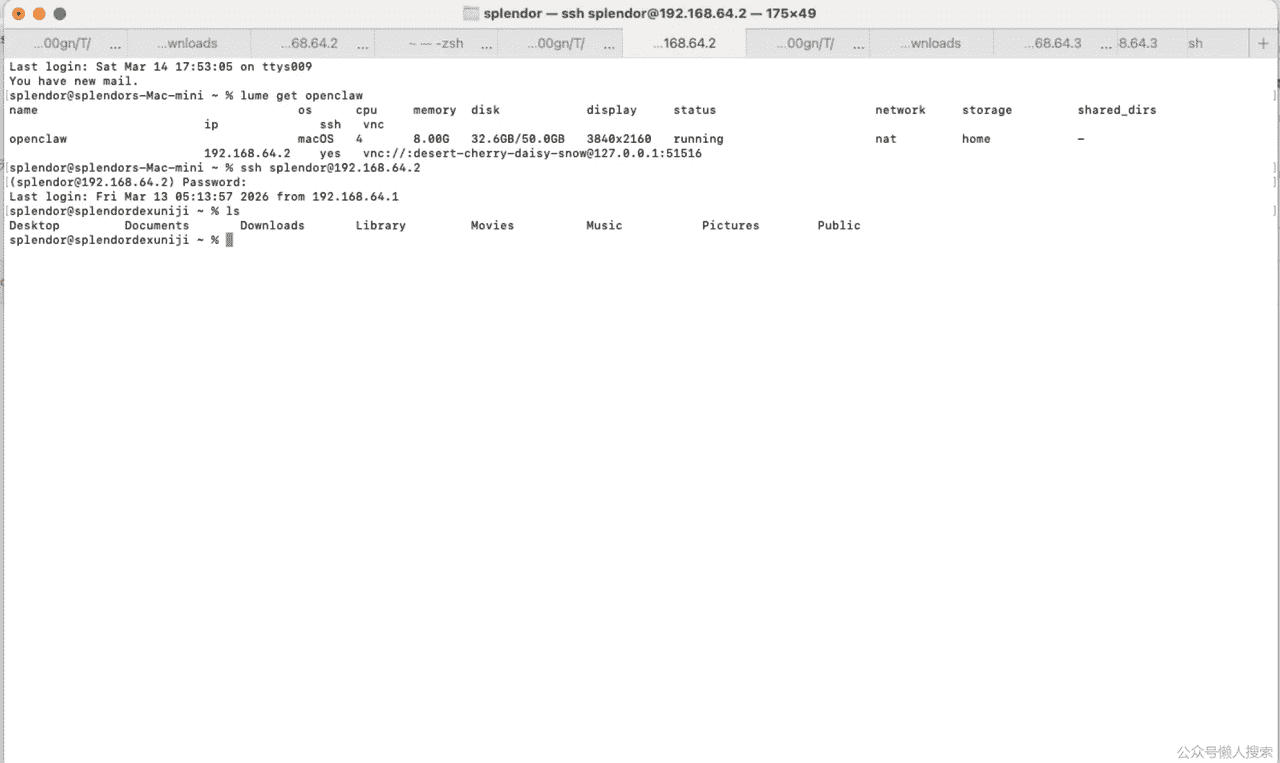 splendor — ssh splendor@192.168.64.2 — 175×49
...00gn/T/ ... ...wnloads ...68.64.2 ... ~ — -zsh ... ...00gn/T/ ... ...168.64.2 ...00gn/T/ ... ...wnloads ...68.64.3 ... 8.64.3 sh +
Last login: Sat Mar 14 17:53:05 on ttys009
You have new mail.
[splendor@splendors-Mac-mini ~ % lume get openclaw ]
name os cpu memory disk display status network storage shared_dirs
ip ssh vnc
openclaw macOS 4 8.00G 32.6GB/50.0GB 3840x2160 running nat home -
192.168.64.2 yes vnc://:desert-cherry-daisy-snow@127.0.0.1:51516
[splendor@splendors-Mac-mini ~ % ssh splendor@192.168.64.2 ]
[(splendor@192.168.64.2) Password: ]
Last login: Fri Mar 13 05:13:57 2026 from 192.168.64.1
[splendor@splendordexuniji ~ % ls ]
Desktop Documents Downloads Library Movies Music Pictures Public
splendor@splendordexuniji ~ %
公众号懒人搜索